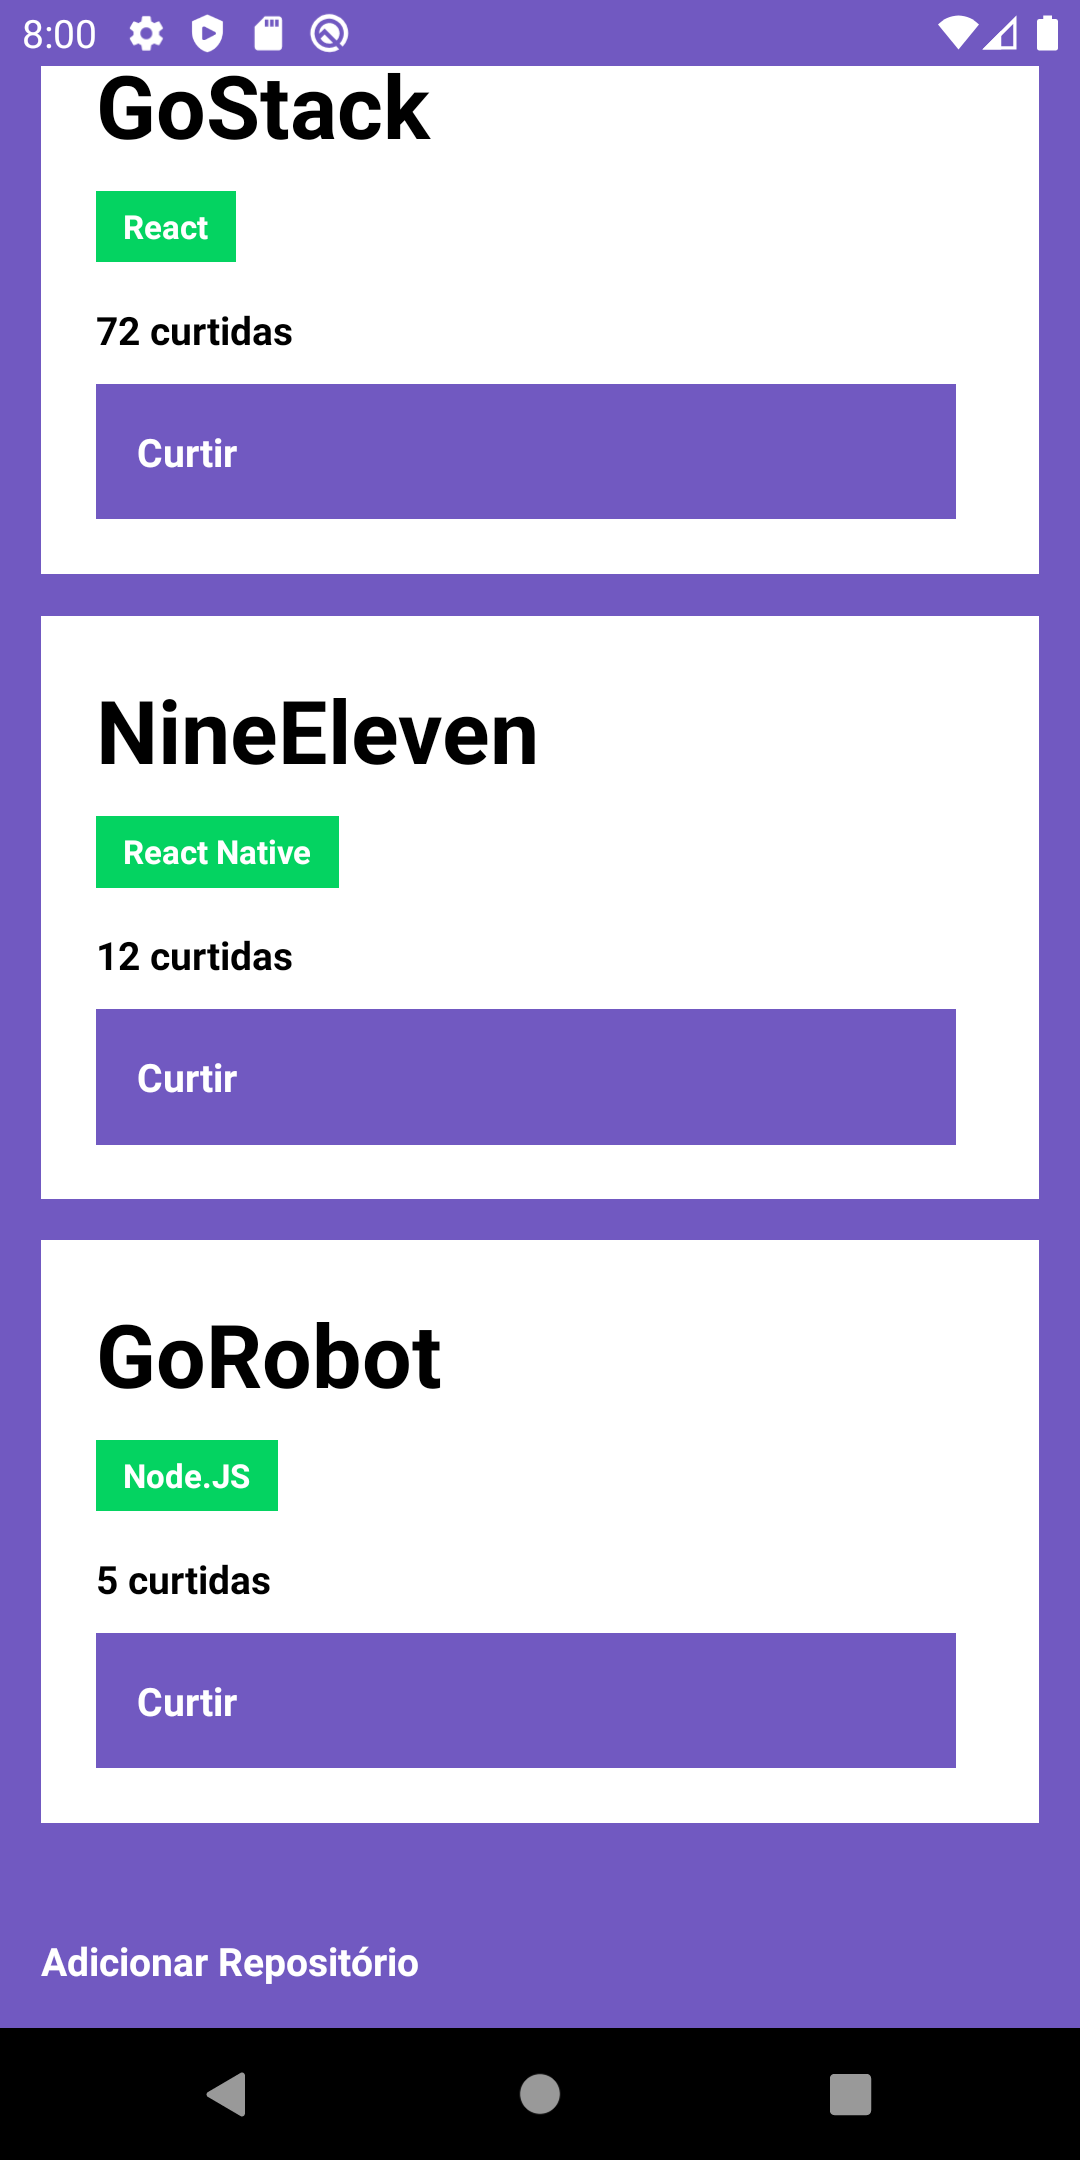 8:00
GoStack
React
72 curtidas
Curtir
NineEleven
React Native
12 curtidas
Curtir
GoRobot
Node.JS
5 curtidas
Curtir
Adicionar Repositório